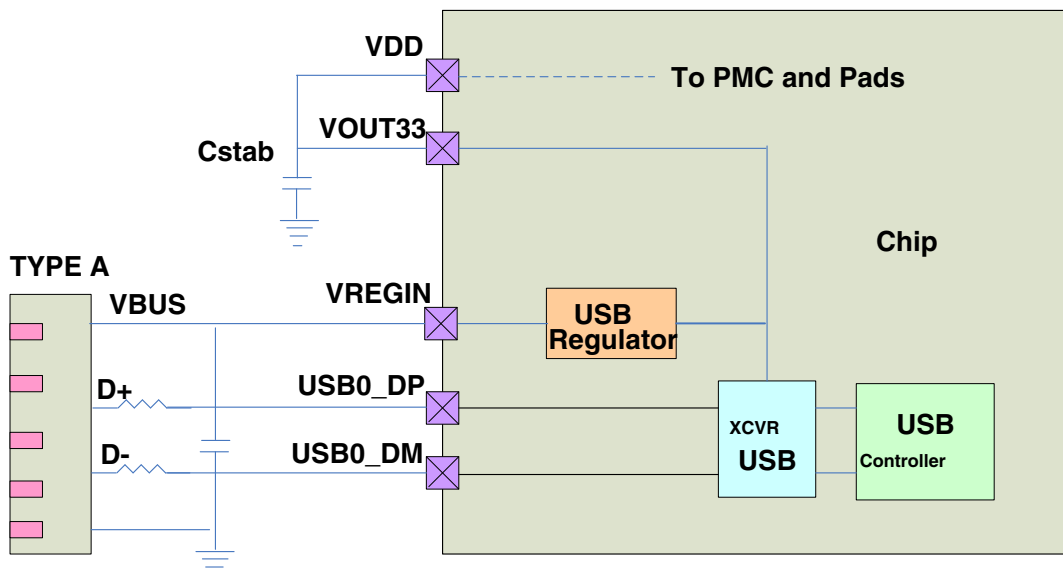 VDD
To PMC and Pads
VOUT33
Cstab
Chip
TYPE A
VBUS
VREGIN
USB
Regulator
D+
USB0_DP
D-
USB0_DM
XCVR
USB
USB
Controller